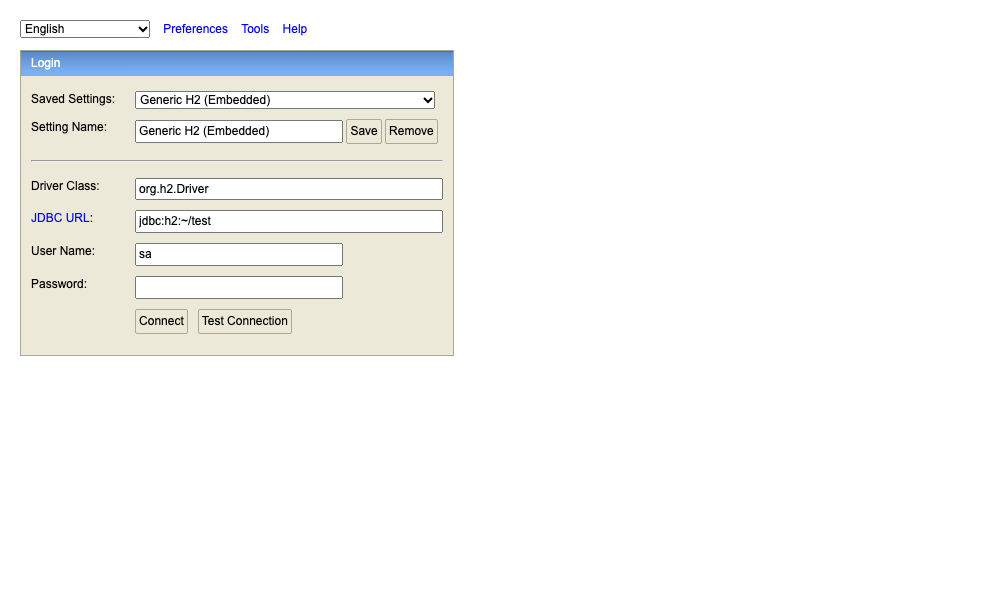 English Preferences Tools Help
Login
Saved Settings: Generic H2 (Embedded)
Setting Name: Generic H2 (Embedded) Save Remove
Driver Class: org.h2.Driver
JDBC URL: jdbc:h2:~/test
User Name: sa
Password:
Connect Test Connection